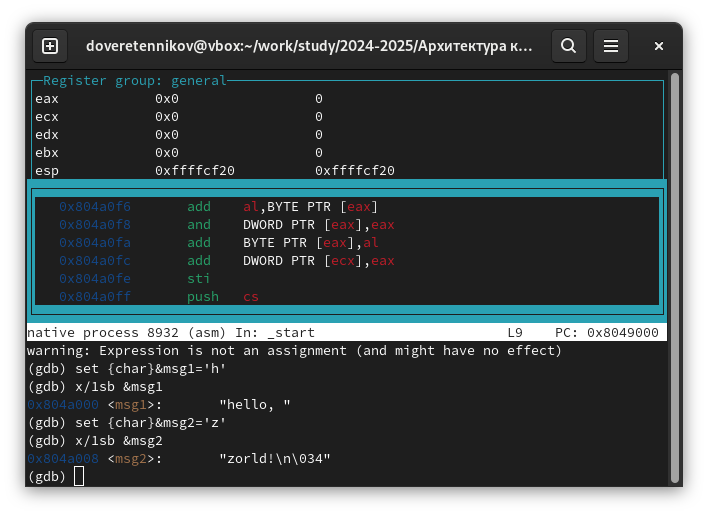 doveretennikov@vbox:~/work/study/2024-2025/Архитектура к...
Register group: general
eax 0x0 0
ecx 0x0 0
edx 0x0 0
ebx 0x0 0
esp 0xffffcf20 0xffffcf20
0x804a0f6 add al,BYTE PTR [eax]
0x804a0f8 and DWORD PTR [eax],eax
0x804a0fa add BYTE PTR [eax],al
0x804a0fc add DWORD PTR [ecx],eax
0x804a0fe sti
0x804a0ff push cs
native process 8932 (asm) In: _start L9 PC: 0x8049000
warning: Expression is not an assignment (and might have no effect)
(gdb) set {char}&msg1='h'
(gdb) x/1sb &msg1
0x804a000 <msg1>: "hello, "
(gdb) set {char}&msg2='z'
(gdb) x/1sb &msg2
0x804a008 <msg2>: "zorld!\n\034"
(gdb)